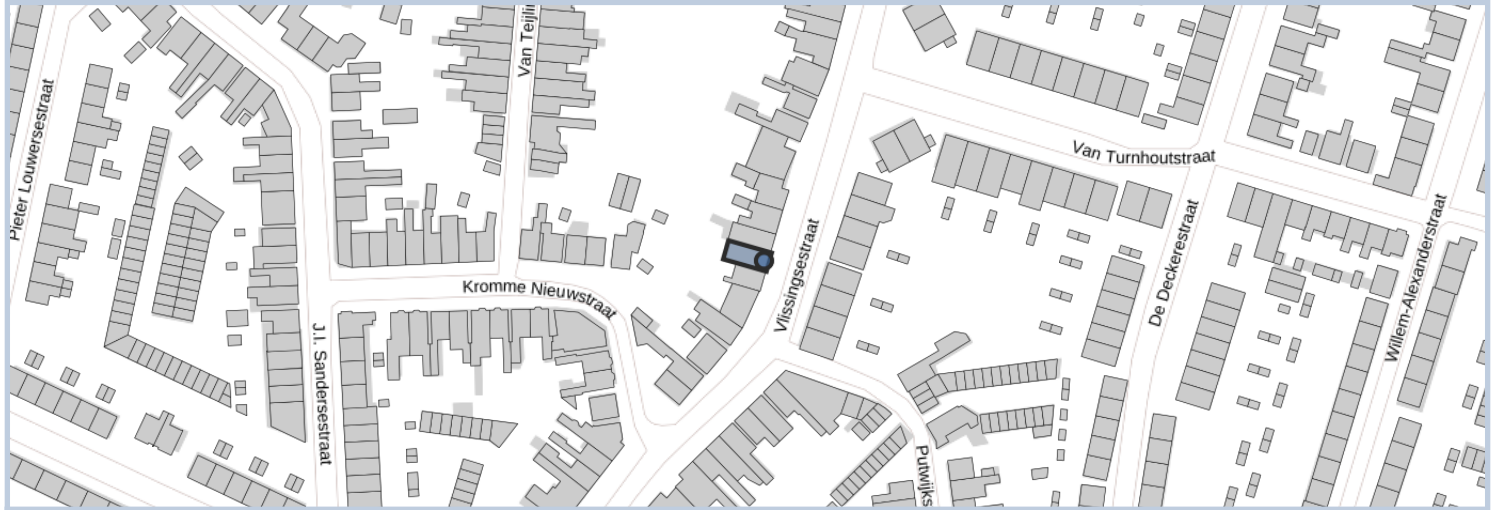 Van Teijli
Pieter Louwersestraat
Van Turnhoutstraat
Vlissingsestraat
De Deckerestraat
Willem-Alexanderstraat
Kromme Nieuwstraat
J.I. Sandersestraat
Putwijks